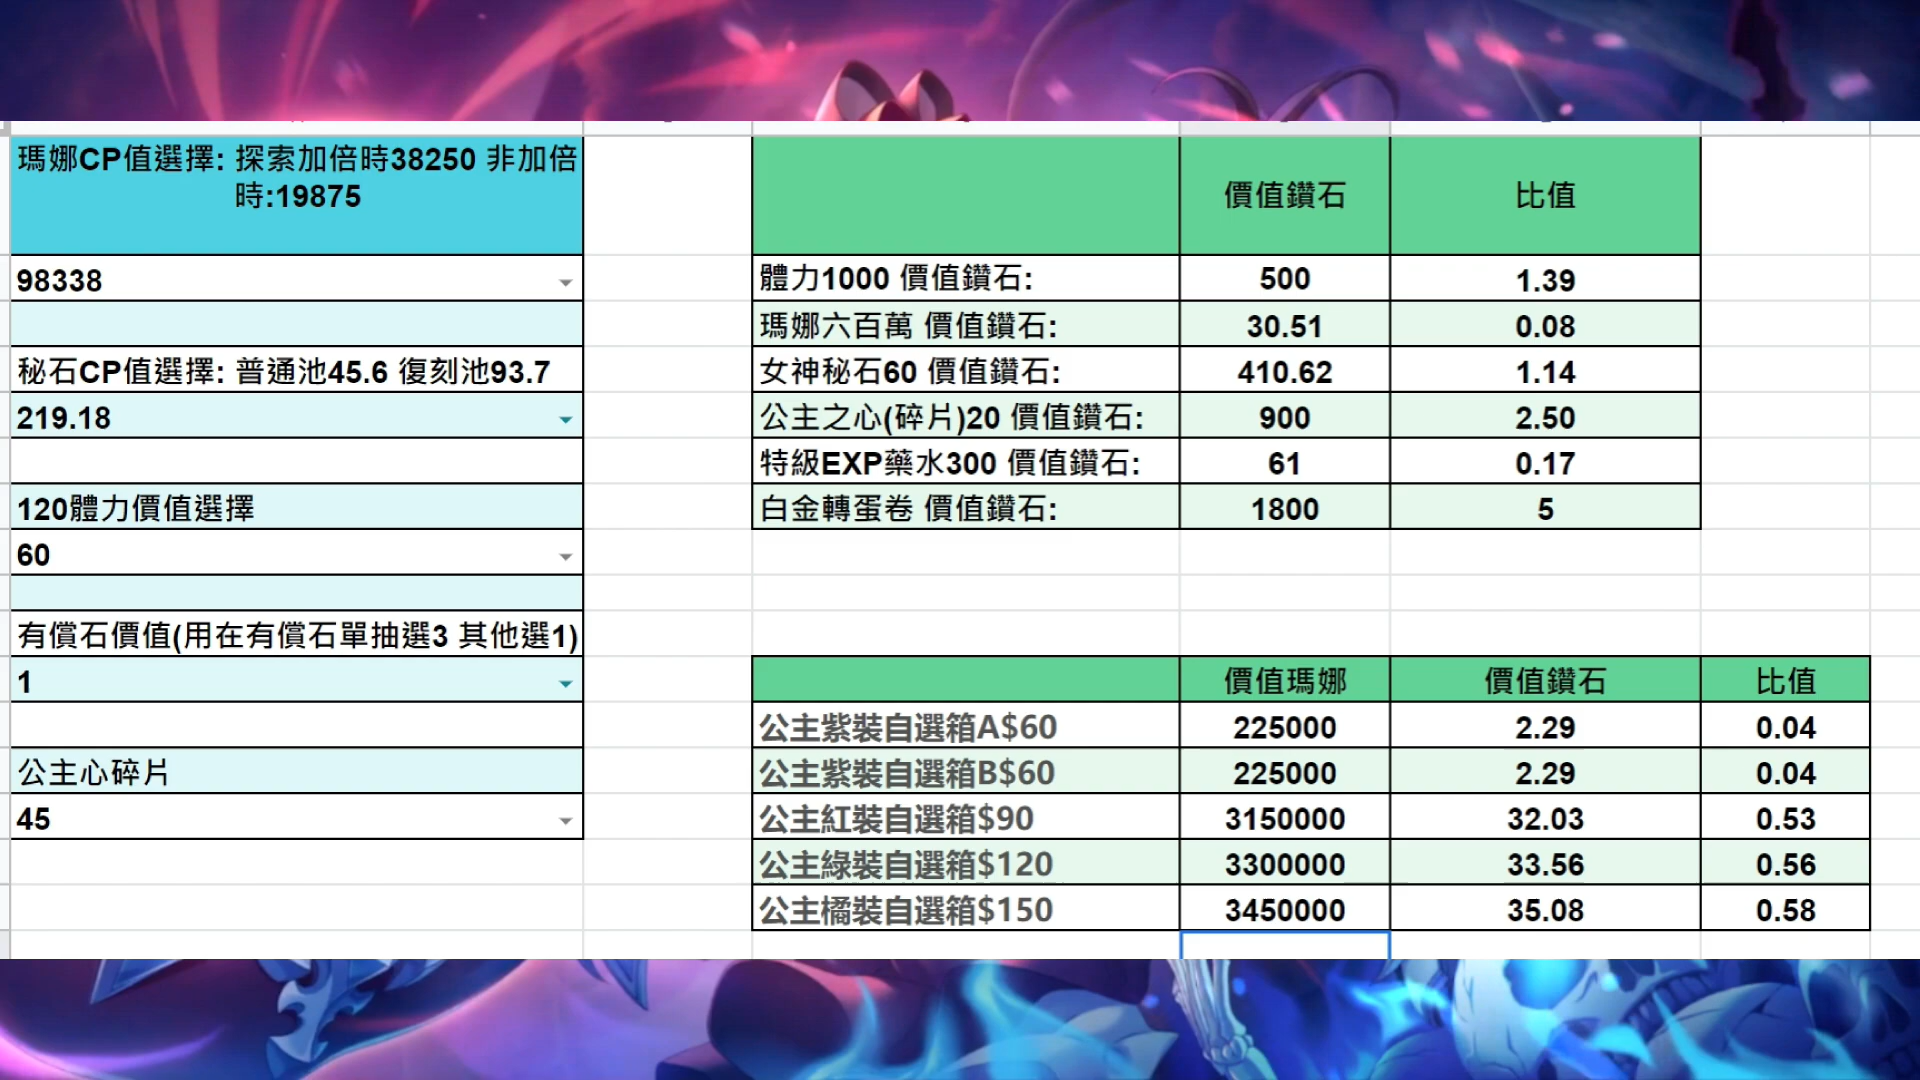 瑪娜CP值選擇: 探索加倍時38250 非加倍
時:19875
98338
秘石CP值選擇: 普通池45.6 復刻池93.7
219.18
120體力價值選擇
60
有償石價值(用在有償石單抽選3 其他選1)
1
公主心碎片
45
價值鑽石 比值
體力1000 價值鑽石: 500 1.39
瑪娜六百萬 價值鑽石: 30.51 0.08
女神秘石60 價值鑽石: 410.62 1.14
公主之心(碎片)20 價值鑽石: 900 2.50
特級EXP藥水300 價值鑽石: 61 0.17
白金轉蛋卷 價值鑽石: 1800 5
價值瑪娜 價值鑽石 比值
公主紫裝自選箱A$60 225000 2.29 0.04
公主紫裝自選箱B$60 225000 2.29 0.04
公主紅裝自選箱$90 3150000 32.03 0.53
公主綠裝自選箱$120 3300000 33.56 0.56
公主橘裝自選箱$150 3450000 35.08 0.58